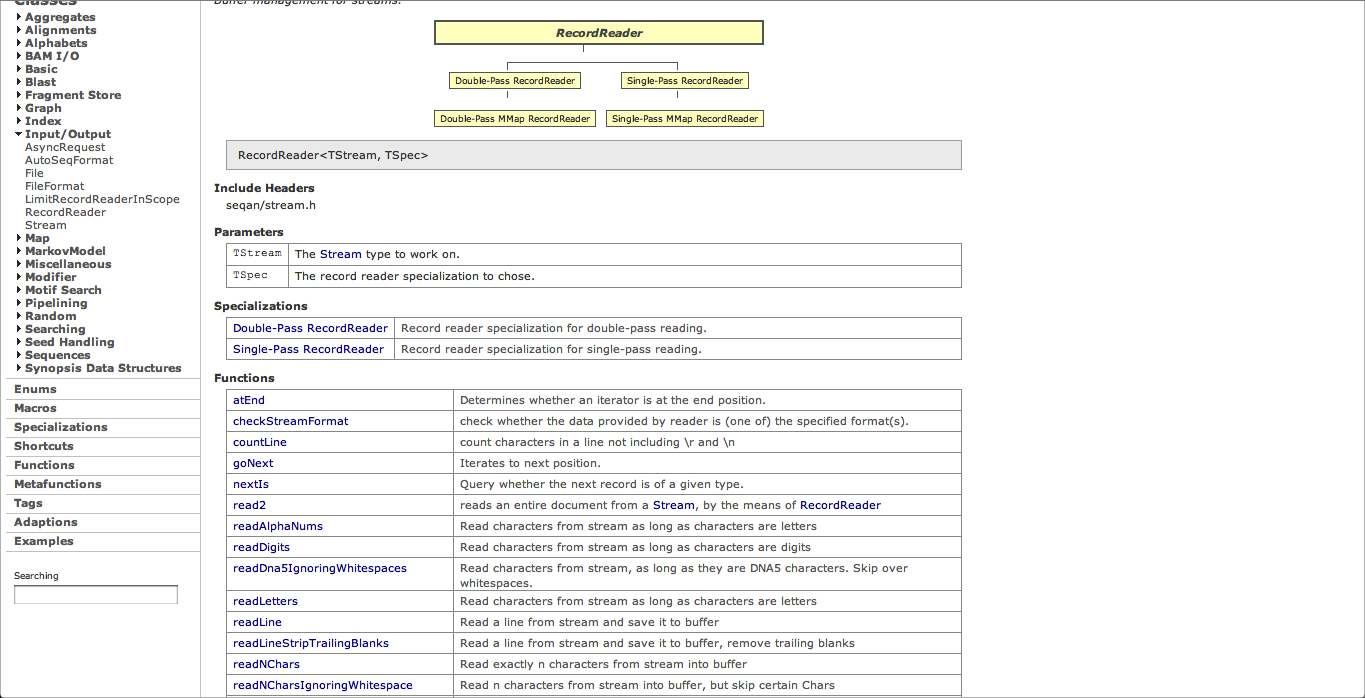 Classes
Aggregates
Alignments
Alphabets
BAM I/O
Basic
Blast
Fragment Store
Graph
Index
Input/Output
AsyncRequest
AutoSeqFormat
File
FileFormat
LimitRecordReaderInScope
RecordReader
Stream
Map
MarkovModel
Miscellaneous
Modifier
Motif Search
Pipelining
Random
Searching
Seed Handling
Sequences
Synopsis Data Structures
Enums
Macros
Specializations
Shortcuts
Functions
Metafunctions
Tags
Adaptions
Examples
Searching
Buffer management for streams.
RecordReader
Double-Pass RecordReader Single-Pass RecordReader
Double-Pass MMap RecordReader Single-Pass MMap RecordReader
RecordReader<TStream, TSpec>
Include Headers
seqan/stream.h
Parameters
TStream The Stream type to work on.
TSpec The record reader specialization to chose.
Specializations
Double-Pass RecordReader Record reader specialization for double-pass reading.
Single-Pass RecordReader Record reader specialization for single-pass reading.
Functions
atEnd Determines whether an iterator is at the end position.
checkStreamFormat check whether the data provided by reader is (one of) the specified format(s).
countLine count characters in a line not including \r and \n
goNext Iterates to next position.
nextIs Query whether the next record is of a given type.
read2 reads an entire document from a Stream, by the means of RecordReader
readAlphaNums Read characters from stream as long as characters are letters
readDigits Read characters from stream as long as characters are digits
readDna5IgnoringWhitespaces Read characters from stream, as long as they are DNA5 characters. Skip over
whitespaces.
readLetters Read characters from stream as long as characters are letters
readLine Read a line from stream and save it to buffer
readLineStripTrailingBlanks Read a line from stream and save it to buffer, remove trailing blanks
readNChars Read exactly n characters from stream into buffer
readNCharsIgnoringWhitespace Read n characters from stream into buffer, but skip certain Chars